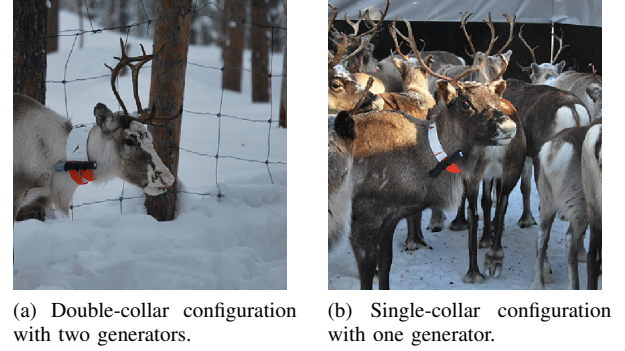 (a) Double-collar configuration
with two generators.
(b) Single-collar configuration
with one generator.